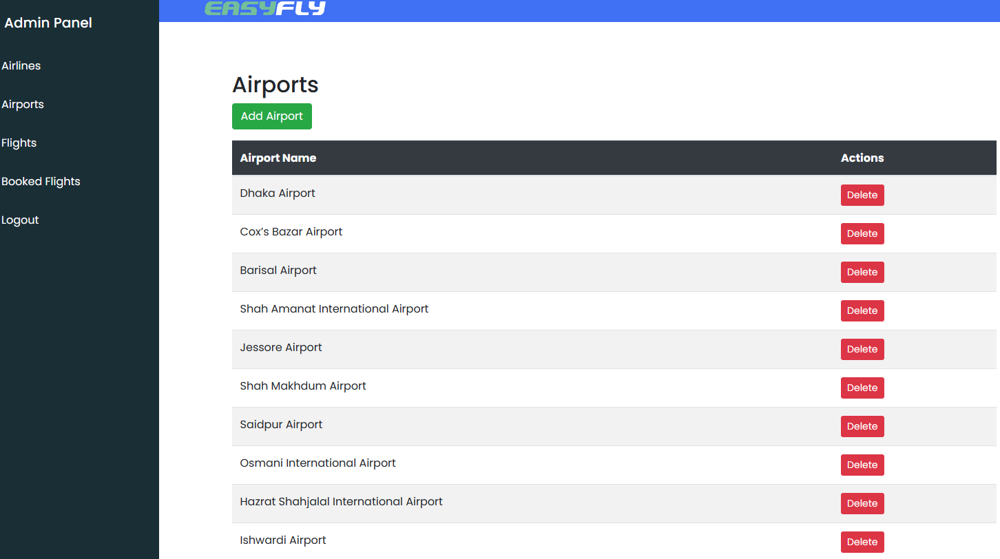 EASYFLY
Admin Panel
Airlines
Airports
Flights
Booked Flights
Logout
Airports
Add Airport
Airport Name Actions
Dhaka Airport Delete
Cox’s Bazar Airport Delete
Barisal Airport Delete
Shah Amanat International Airport Delete
Jessore Airport Delete
Shah Makhdum Airport Delete
Saidpur Airport Delete
Osmani International Airport Delete
Hazrat Shahjalal International Airport Delete
Ishwardi Airport Delete